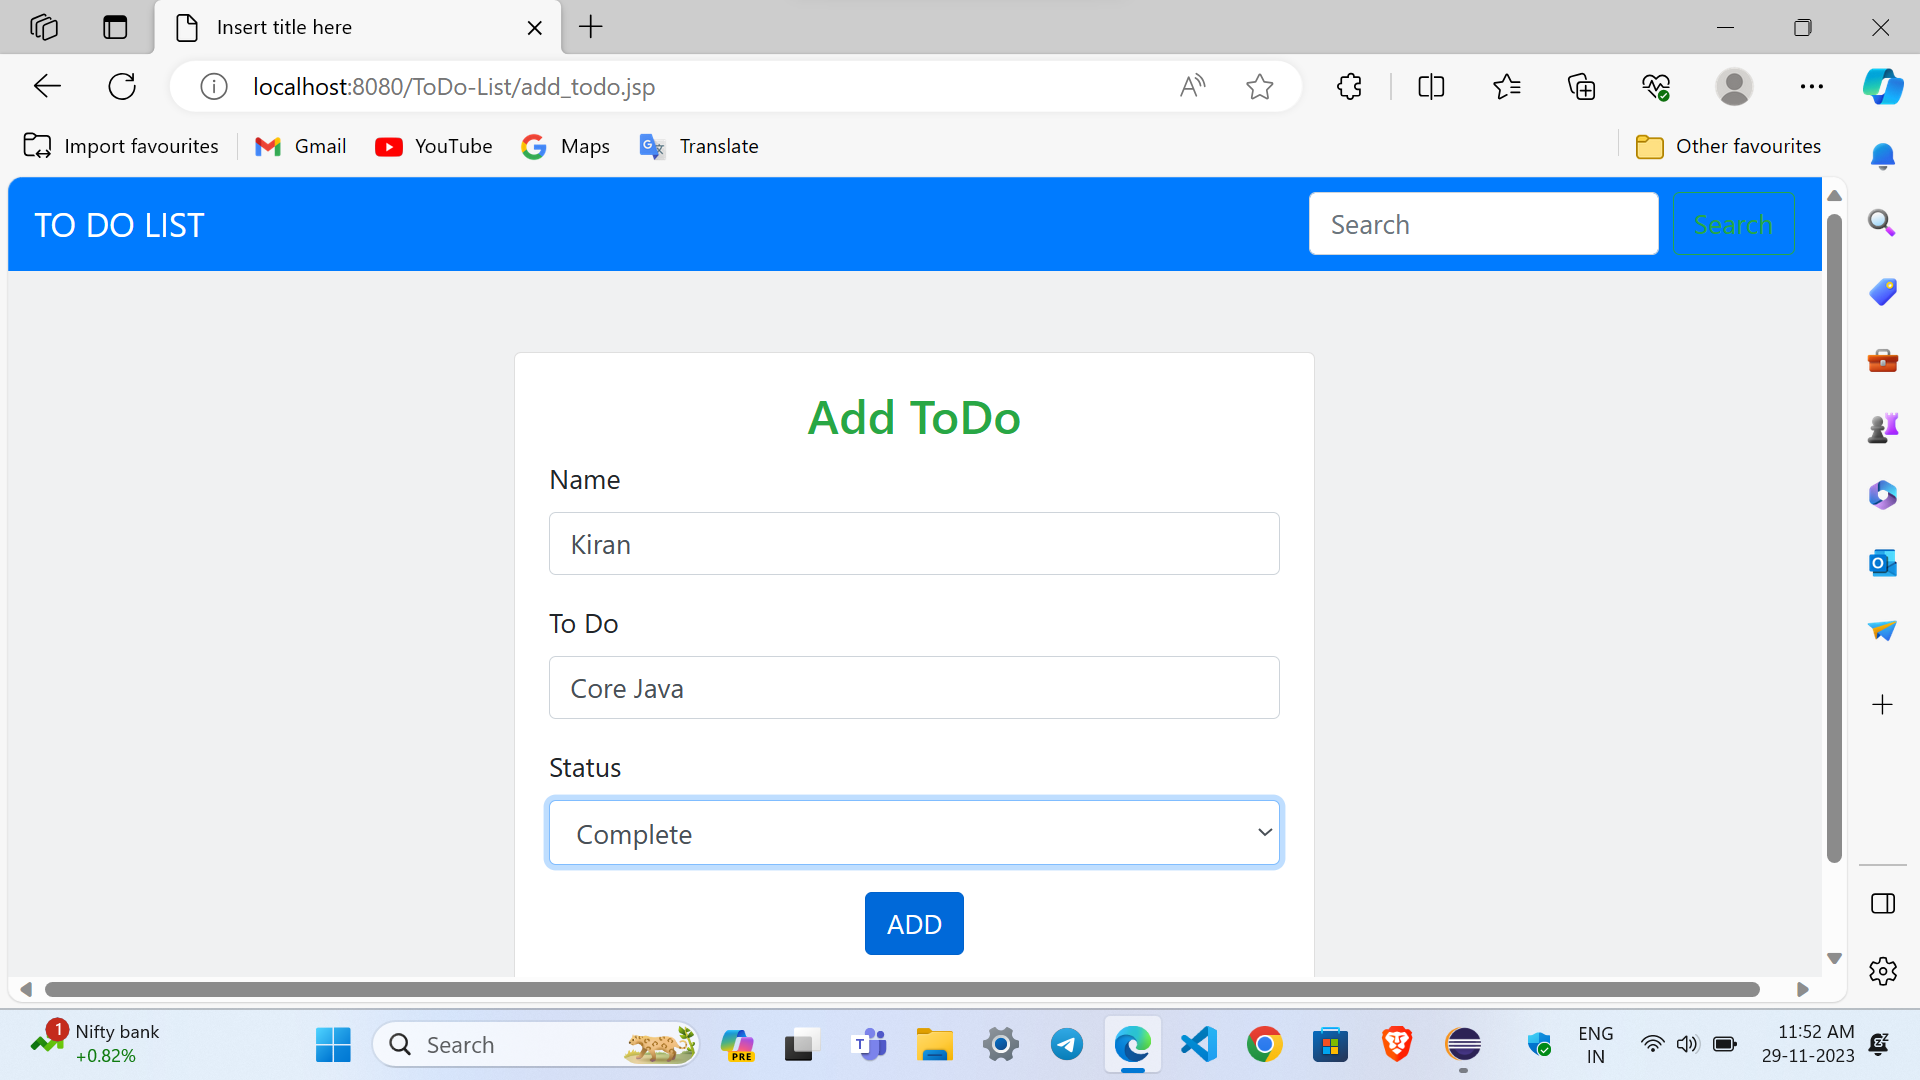 Insert title here
localhost:8080/ToDo-List/add_todo.jsp
Import favourites
Gmail
YouTube
Maps
Translate
Other favourites
TO DO LIST
Search
Search
Add ToDo
Name
Kiran
To Do
Core Java
Status
Complete
ADD
1
Nifty bank
+0.82%
Search
PRE
ENG
IN
11:52 AM
29-11-2023